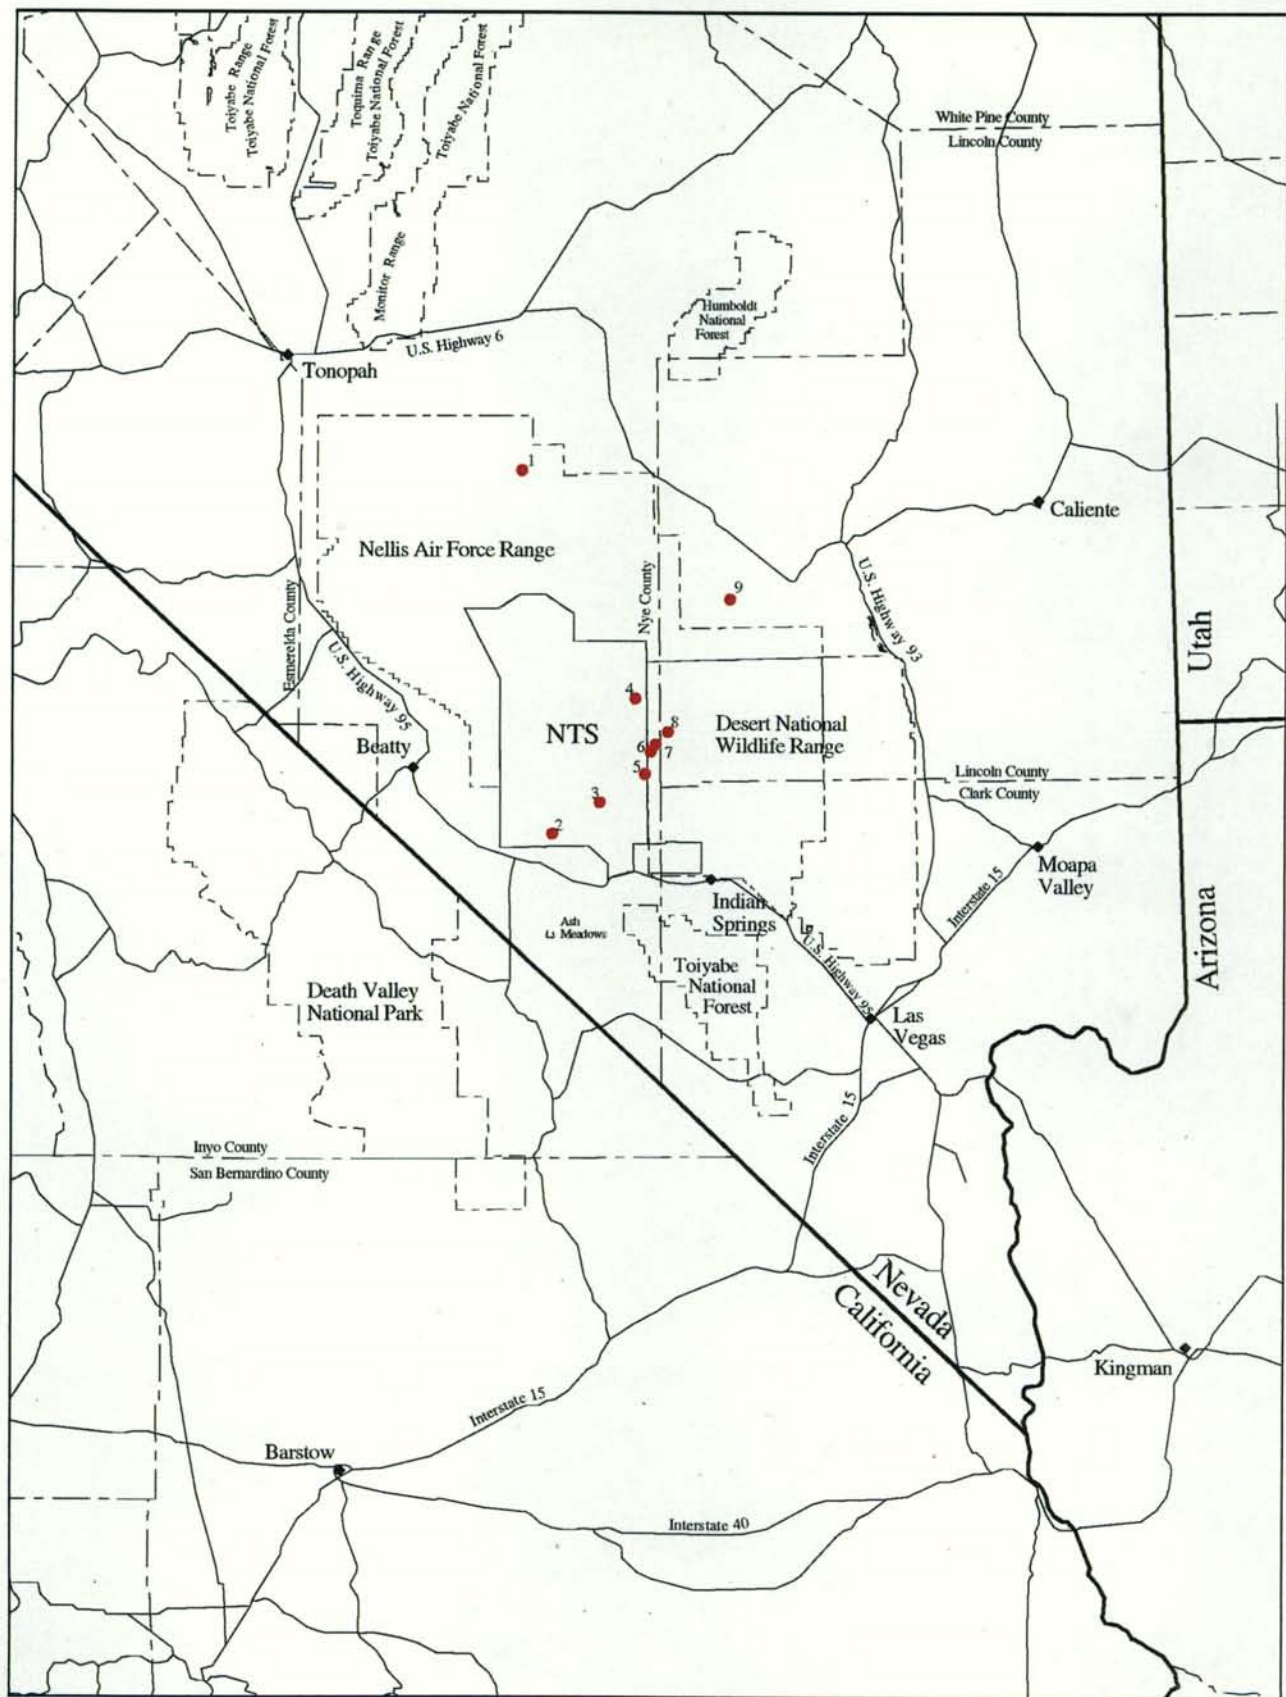 Toiyabe Range
Toiyabe National Forest
Toquima Range
Toiyabe National Forest
Toiyabe National Forest
White Pine County
Lincoln County
Monitor Range
Humboldt
National
Forest
U.S. Highway 6
Tonopah
1
Caliente
Nellis Air Force Range
Esmerelda County
Nye County
9
U.S. Highway 93
Utah
U.S. Highway 95
4
8
Desert National
Wildlife Range
NTS
6
7
Beatty
5
Lincoln County
Clark County
3
2
Moapa
Valley
Interstate 15
Indian
Springs
Ash
Meadows
Arizona
U.S. Highway 95
Toiyabe
National
Forest
Death Valley
National Park
Las
Vegas
Interstate 15
Inyo County
San Bernardino County
Nevada
California
Kingman
Interstate 15
Barstow
Interstate 40